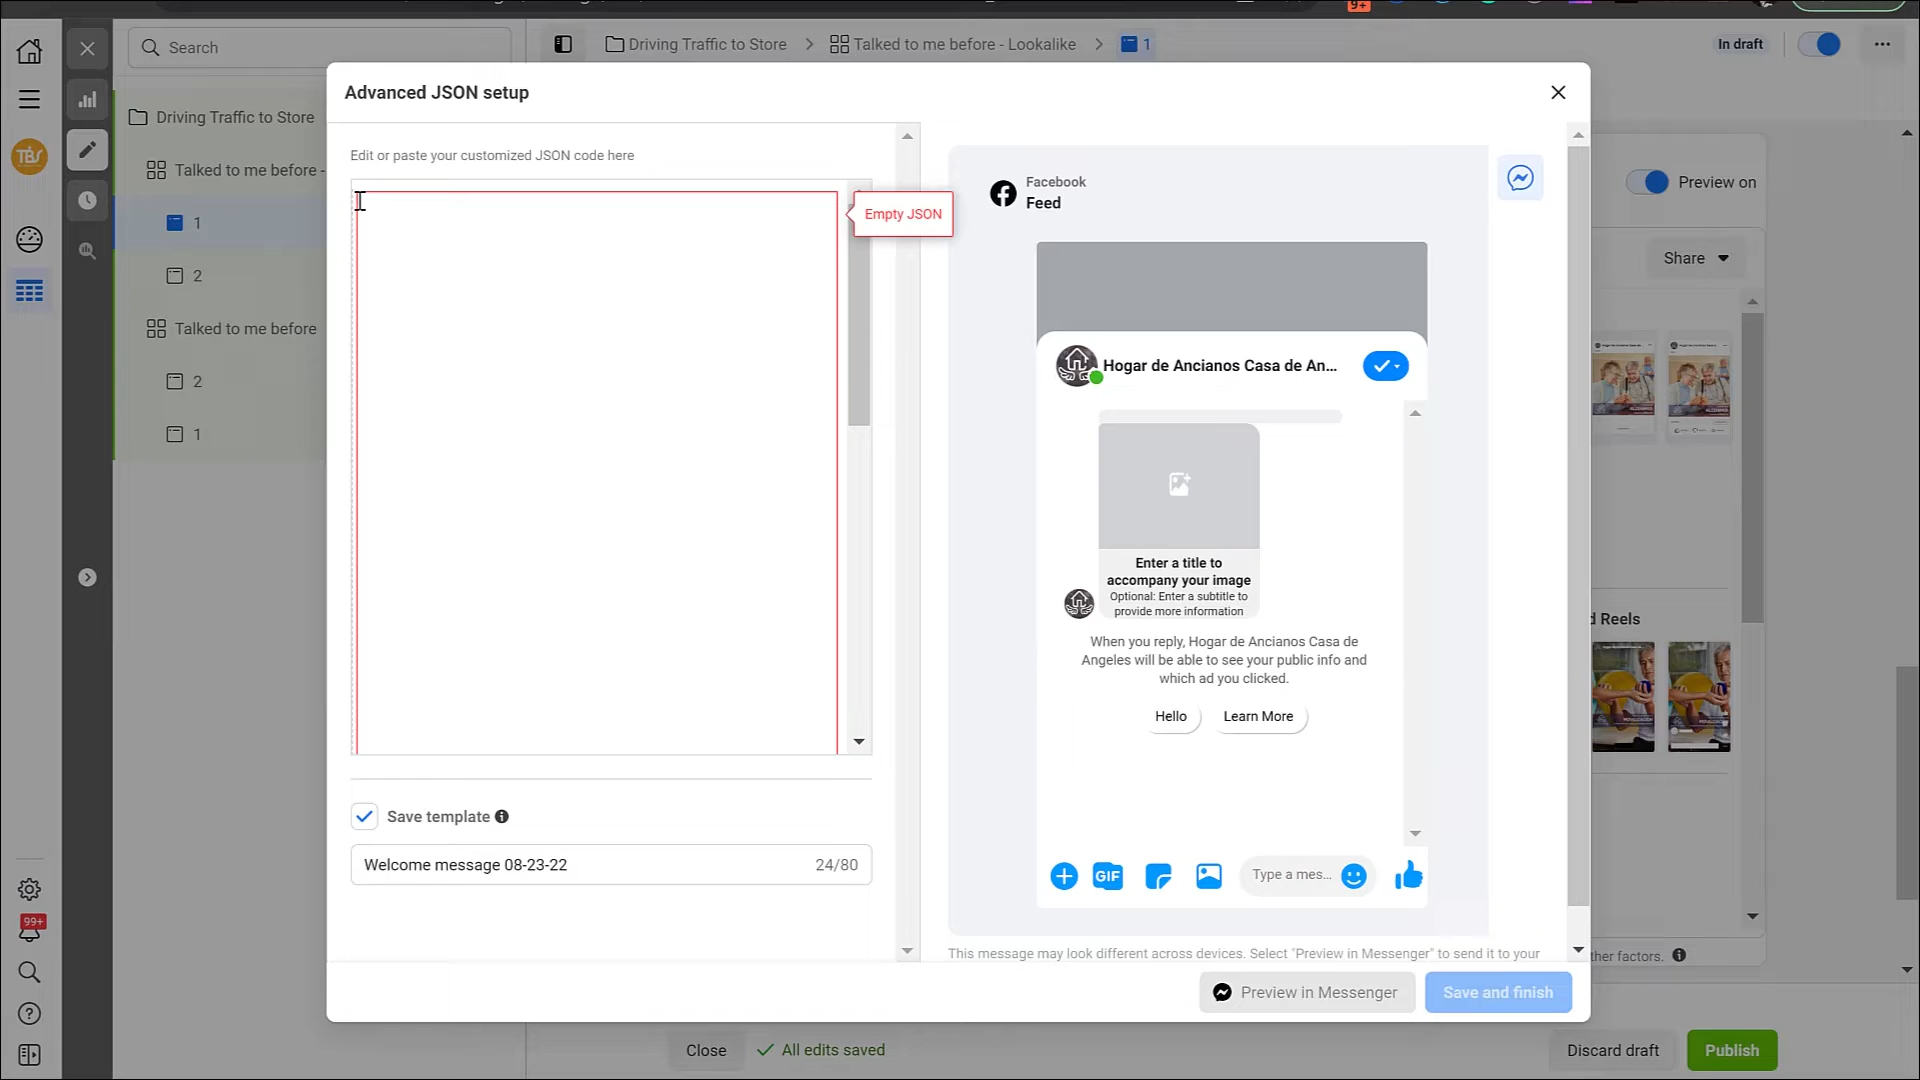 9+
Search
Driving Traffic to Store
Talked to me before - Lookalike
1
In draft
TBS
Driving Traffic to Store
Talked to me before -
1
2
Talked to me before
2
1
Advanced JSON setup
Edit or paste your customized JSON code here
Empty JSON
Save template
Welcome message 08-23-22
24/80
Facebook
Feed
Hogar de Ancianos Casa de An...
Enter a title to
accompany your image
Optional: Enter a subtitle to
provide more information
When you reply, Hogar de Ancianos Casa de
Angeles will be able to see your public info and
which ad you clicked.
Hello
Learn More
GIF
Type a mes...
This message may look different across devices. Select "Preview in Messenger" to send it to your
Preview in Messenger
Save and finish
Preview on
Share
d Reels
ther factors.
99+
Close
All edits saved
Discard draft
Publish